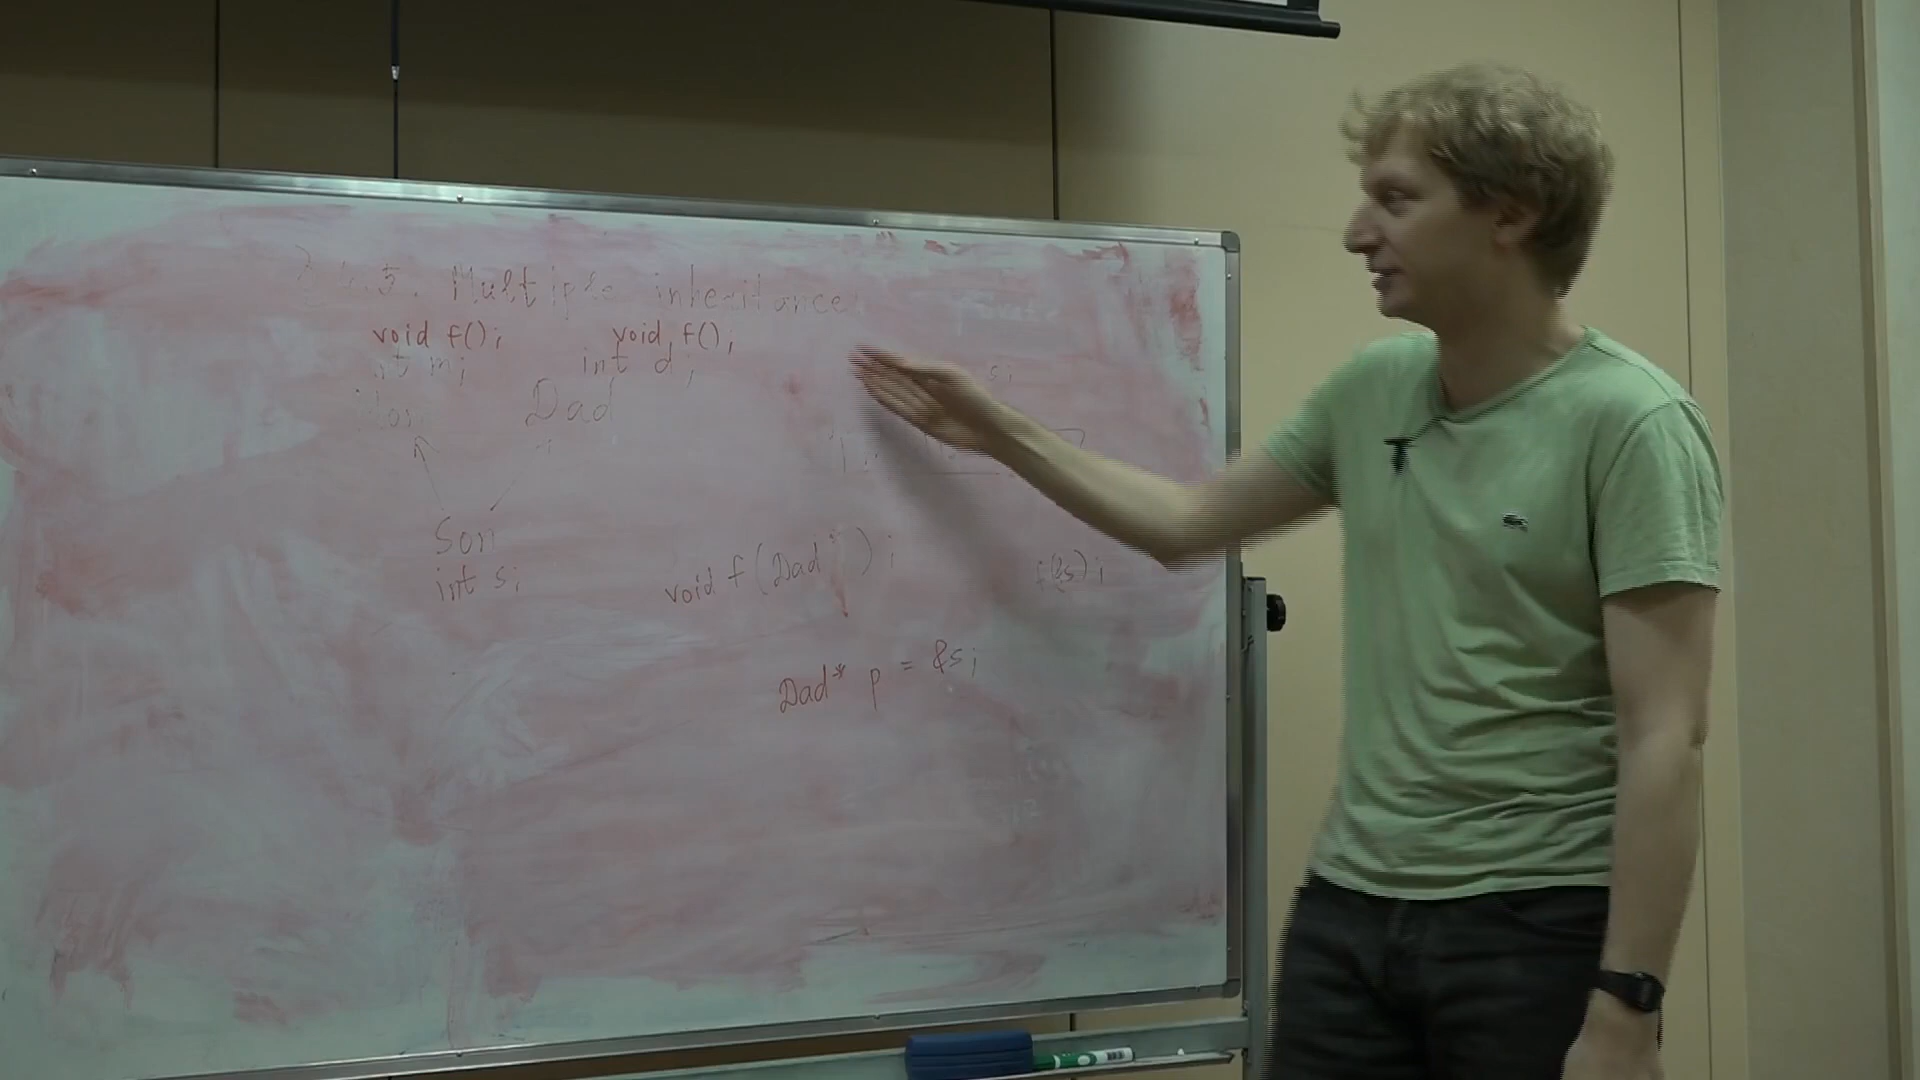 Multiple inheritance
void f(); void f();
int m; int d;
Dad
Son
int s;
void f(Dad*);
f(&s);
Dad* p = &s;